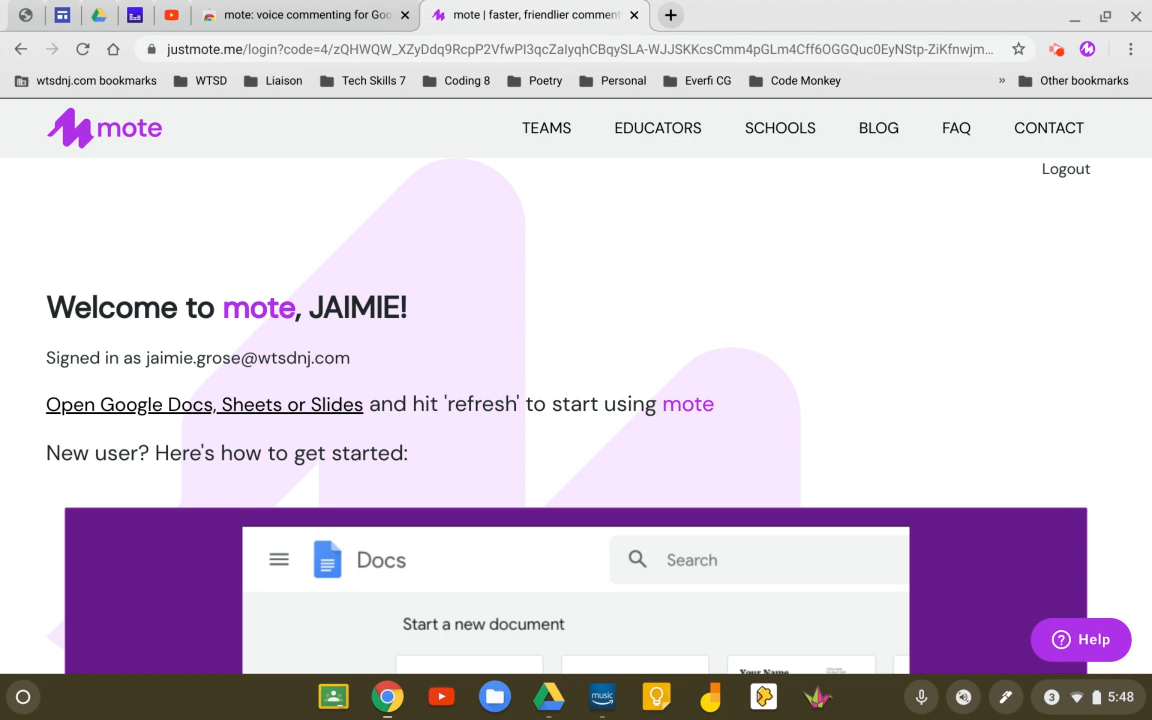 mote: voice commenting for Goo
mote | faster, friendlier comment
justmote.me/login?code=4/zQHWQW_XZyDdq9RcpP2VfwPI3qcZaIyqhCBqySLA-WJJSKKcsCmm4pGLm4Cff6OGGQuc0EyNStp-ZiKfnwjm...
wtsdnj.com bookmarks WTSD Liaison Tech Skills 7 Coding 8 Poetry Personal Everfi CG Code Monkey » Other bookmarks
mote TEAMS EDUCATORS SCHOOLS BLOG FAQ CONTACT
Logout
Welcome to mote, JAIMIE!
Signed in as jaimie.grose@wtsdnj.com
Open Google Docs, Sheets or Slides and hit 'refresh' to start using mote
New user? Here's how to get started:
Docs Search
Start a new document
Your Name
Help
music
3 5:48